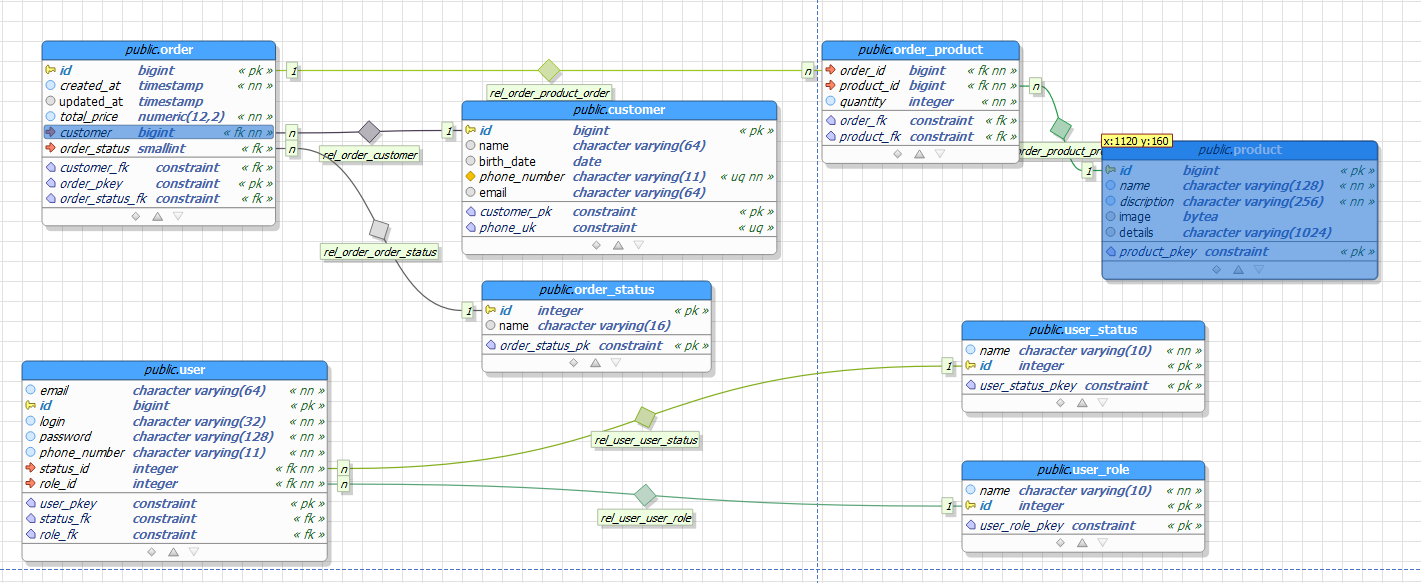 public.order
id bigint « pk »
created_at timestamp « nn »
updated_at timestamp
total_price numeric(12,2) « nn »
customer bigint « fk nn »
order_status smallint « fk »
customer_fk constraint « fk »
order_pkey constraint « pk »
order_status_fk constraint « fk »
1
n
n
rel_order_product_order
n
rel_order_customer
1
rel_order_order_status
1
public.customer
id bigint « pk »
name character varying(64)
birth_date date
phone_number character varying(11) « uq nn »
email character varying(64)
customer_pk constraint « pk »
phone_uk constraint « uq »
public.order_product
order_id bigint « fk nn »
product_id bigint « fk nn »
quantity integer « nn »
order_fk constraint « fk »
product_fk constraint « fk »
n
order_product_pr
1
x:1120 y:160
public.product
id bigint « pk »
name character varying(128) « nn »
discription character varying(256) « nn »
image bytea
details character varying(1024)
product_pkey constraint « pk »
public.order_status
id integer « pk »
name character varying(16)
order_status_pk constraint « pk »
public.user
email character varying(64) « nn »
id bigint « pk »
login character varying(32) « nn »
password character varying(128) « nn »
phone_number character varying(11) « nn »
status_id integer « fk nn »
role_id integer « fk nn »
user_pkey constraint « pk »
status_fk constraint « fk »
role_fk constraint « fk »
n
n
rel_user_user_status
1
rel_user_user_role
1
public.user_status
name character varying(10) « nn »
id integer « pk »
user_status_pkey constraint « pk »
public.user_role
name character varying(10) « nn »
id integer « pk »
user_role_pkey constraint « pk »